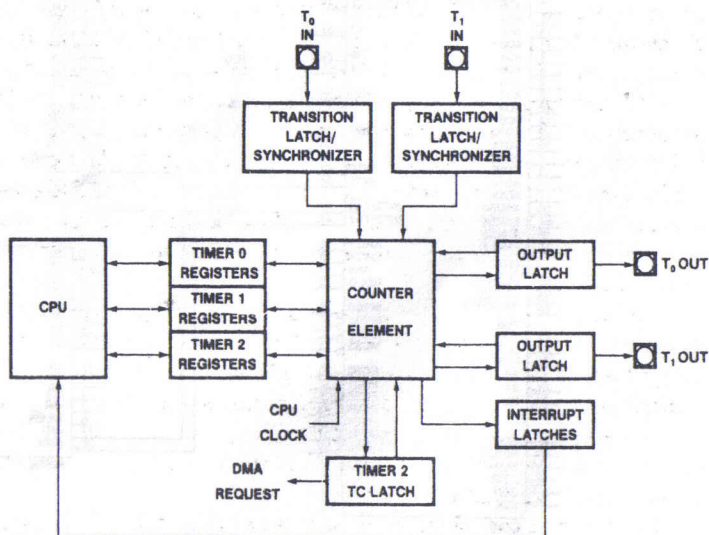 T₀
IN
T₁
IN
TRANSITION
LATCH/
SYNCHRONIZER
TRANSITION
LATCH/
SYNCHRONIZER
CPU
TIMER 0
REGISTERS
TIMER 1
REGISTERS
TIMER 2
REGISTERS
COUNTER
ELEMENT
OUTPUT
LATCH
T₀ OUT
OUTPUT
LATCH
T₁ OUT
CPU
CLOCK
INTERRUPT
LATCHES
DMA
REQUEST
TIMER 2
TC LATCH